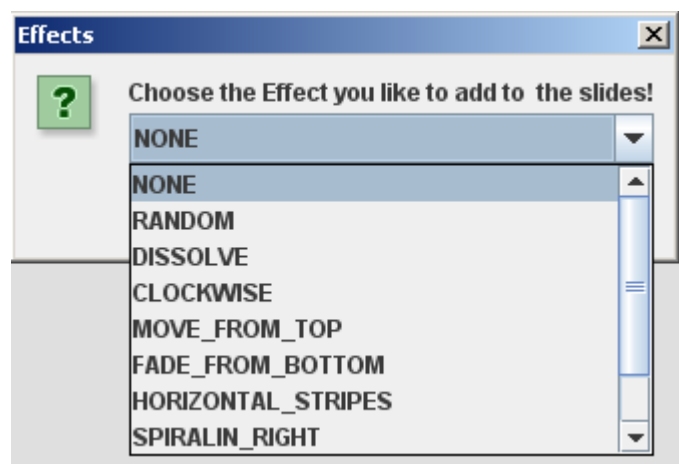 Effects
?
Choose the Effect you like to add to the slides!
NONE
NONE
RANDOM
DISSOLVE
CLOCKWISE
MOVE_FROM_TOP
FADE_FROM_BOTTOM
HORIZONTAL_STRIPES
SPIRALIN_RIGHT